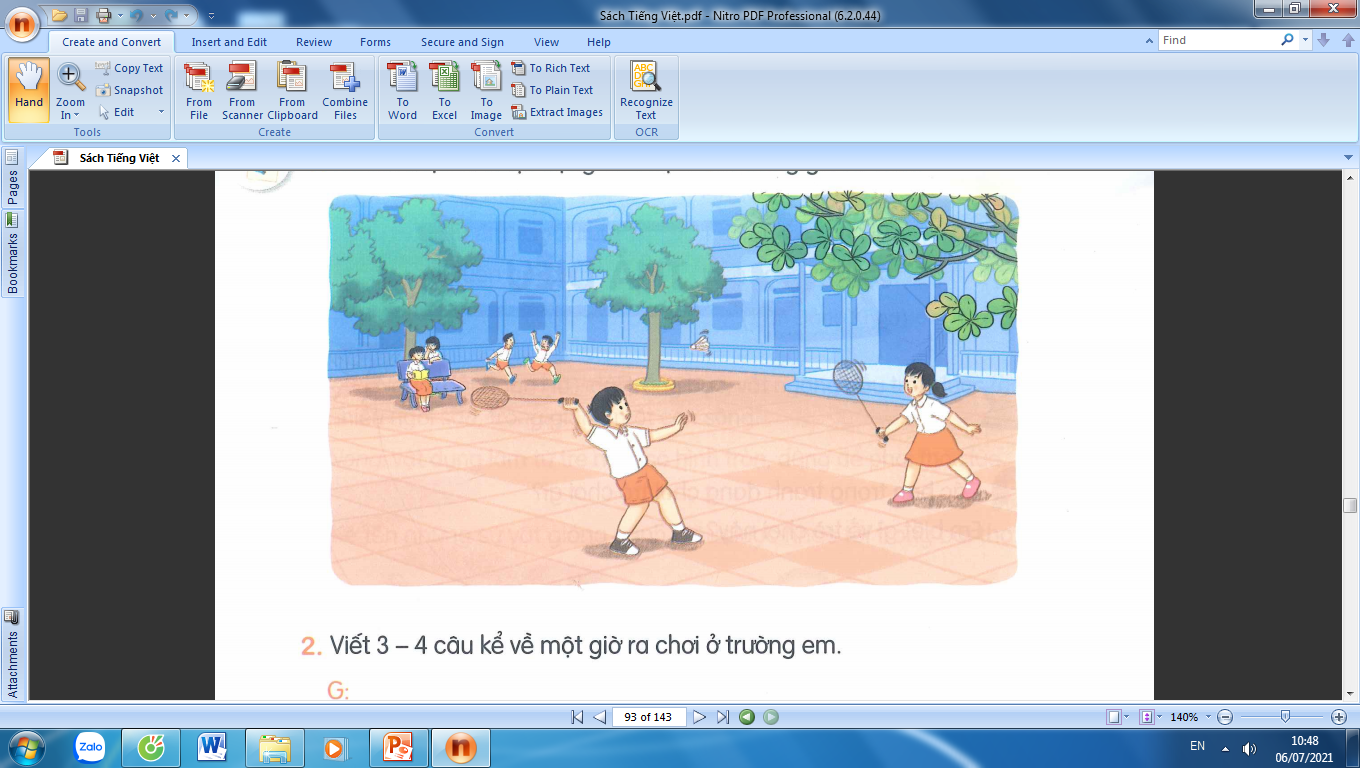 Sách Tiếng Việt.pdf - Nitro PDF Professional (6.2.0.44)
Create and Convert Insert and Edit Review Forms Secure and Sign View Help Find
Hand
Zoom In
Copy Text
Snapshot
Edit
Tools
From File
From Scanner
From Clipboard
Combine Files
Create
To Word
To Excel
To Image
To Rich Text
To Plain Text
Extract Images
Convert
Recognize Text
OCR
Sách Tiếng Việt
Pages
Bookmarks
Attachments
2. Viết 3 – 4 câu kể về một giờ ra chơi ở trường em.
G:
93 of 143 140%
Zalo
EN
10:48
06/07/2021